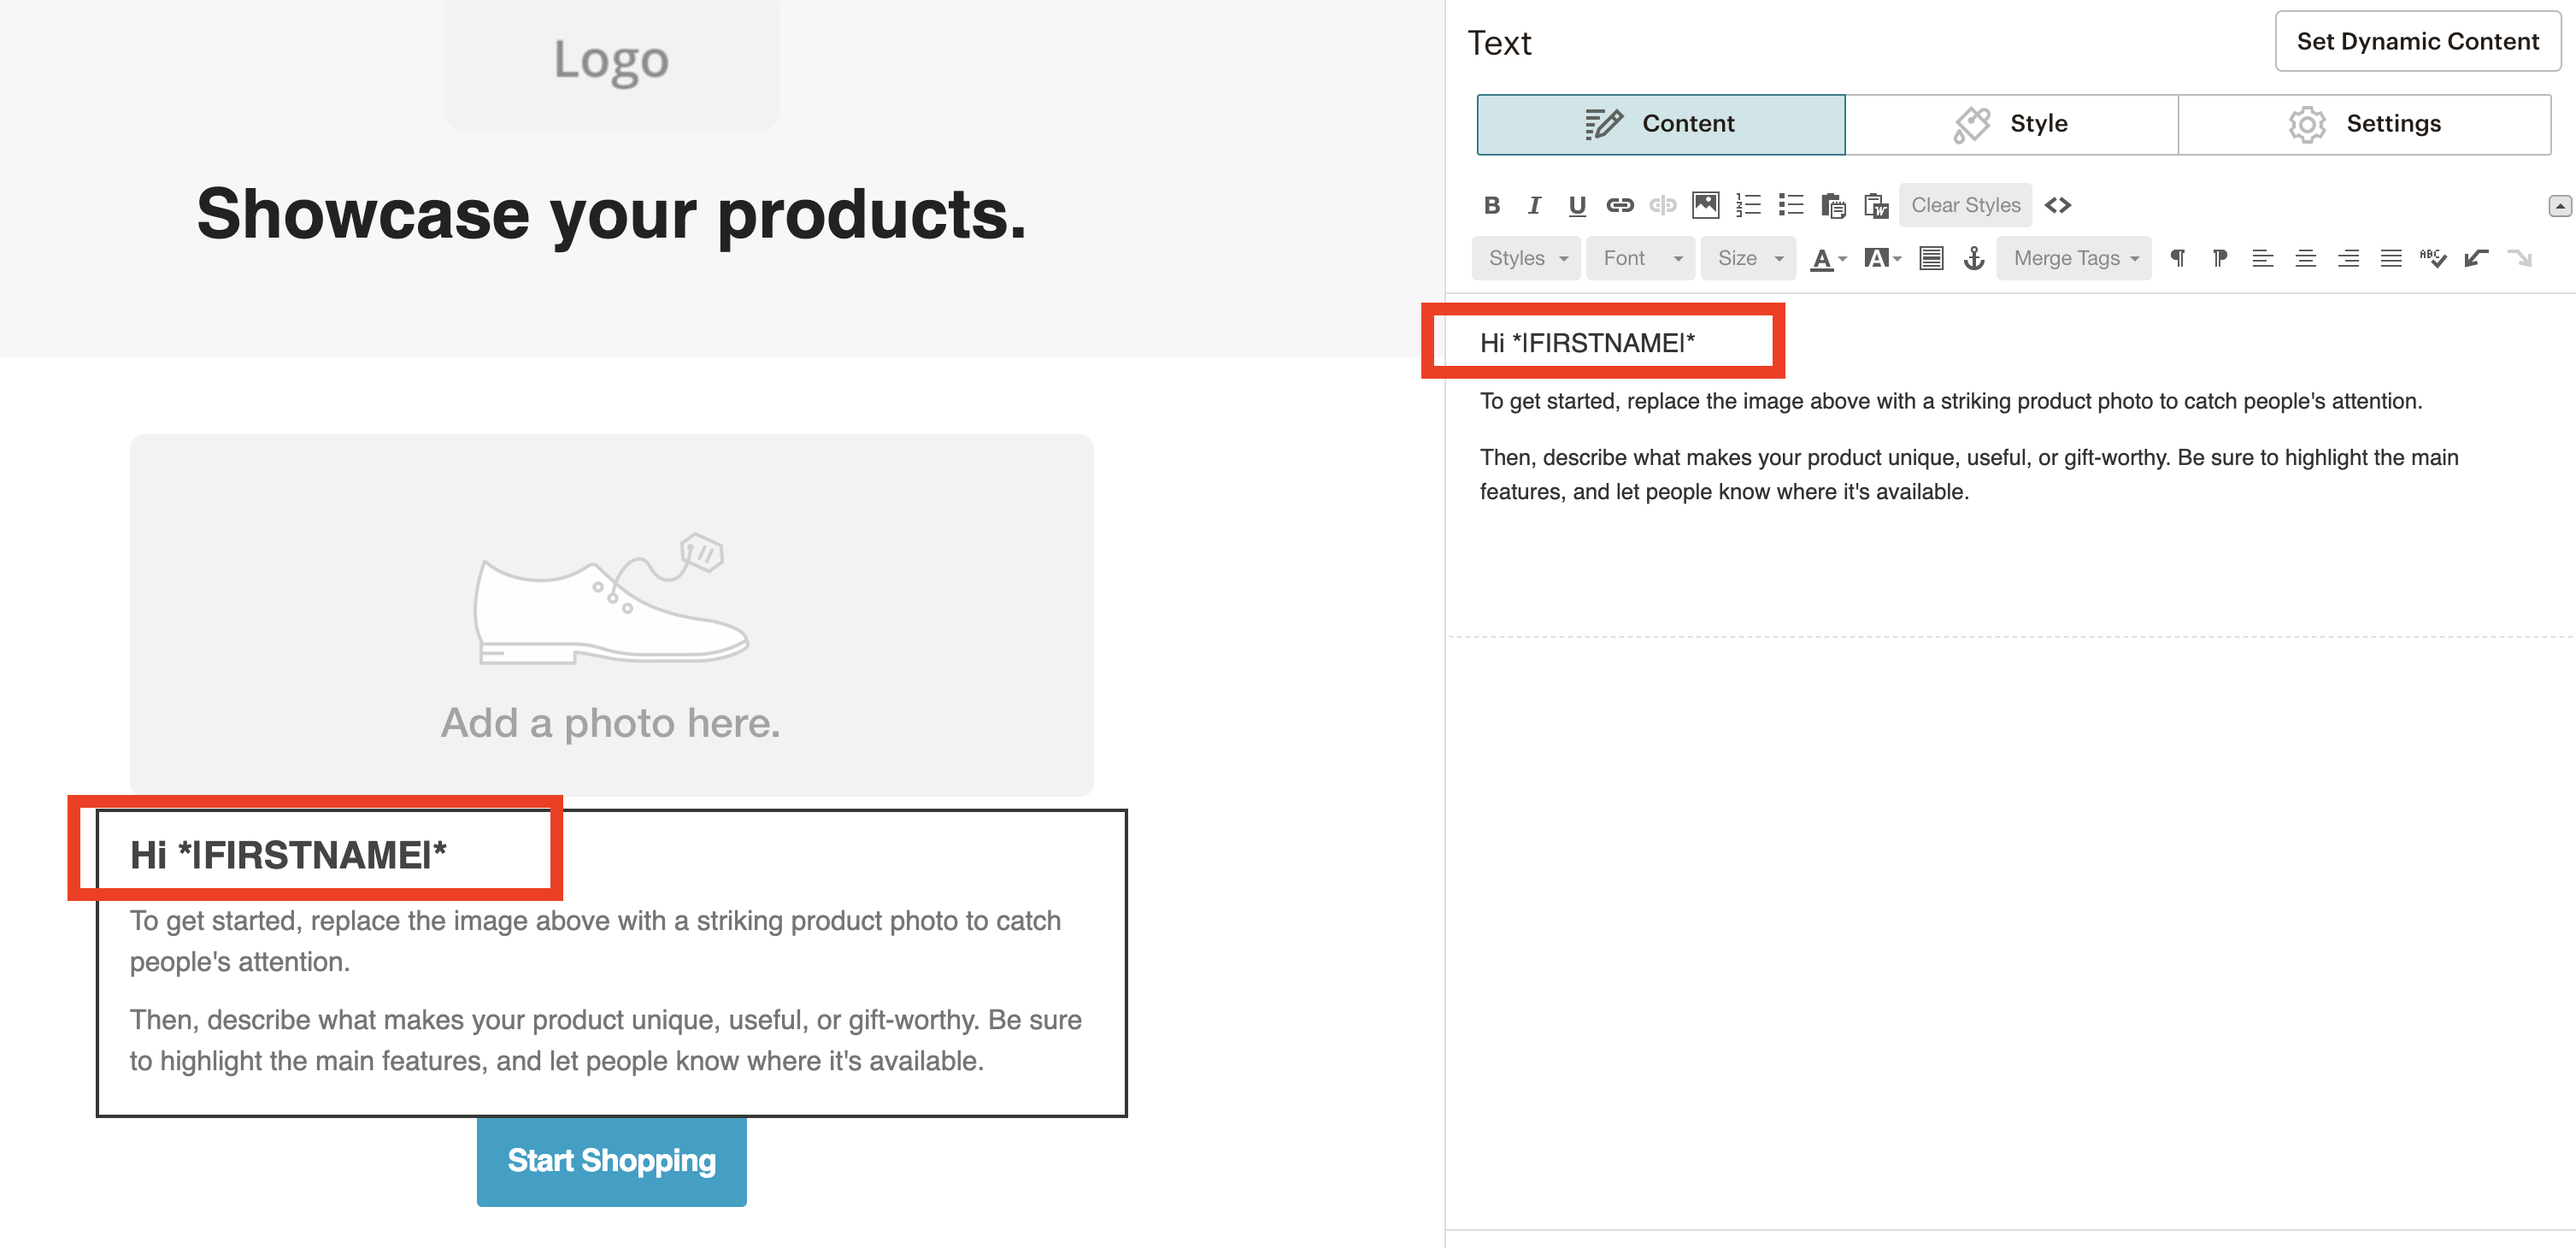 Logo
Showcase your products.
Add a photo here.
Hi *|FIRSTNAME|*
To get started, replace the image above with a striking product photo to catch
people's attention.
Then, describe what makes your product unique, useful, or gift-worthy. Be sure
to highlight the main features, and let people know where it's available.
Start Shopping
Text
Set Dynamic Content
Content Style Settings
B I U Clear Styles
Styles Font Size A A Merge Tags ABC
Hi *|FIRSTNAME|*
To get started, replace the image above with a striking product photo to catch people's attention.
Then, describe what makes your product unique, useful, or gift-worthy. Be sure to highlight the main
features, and let people know where it's available.